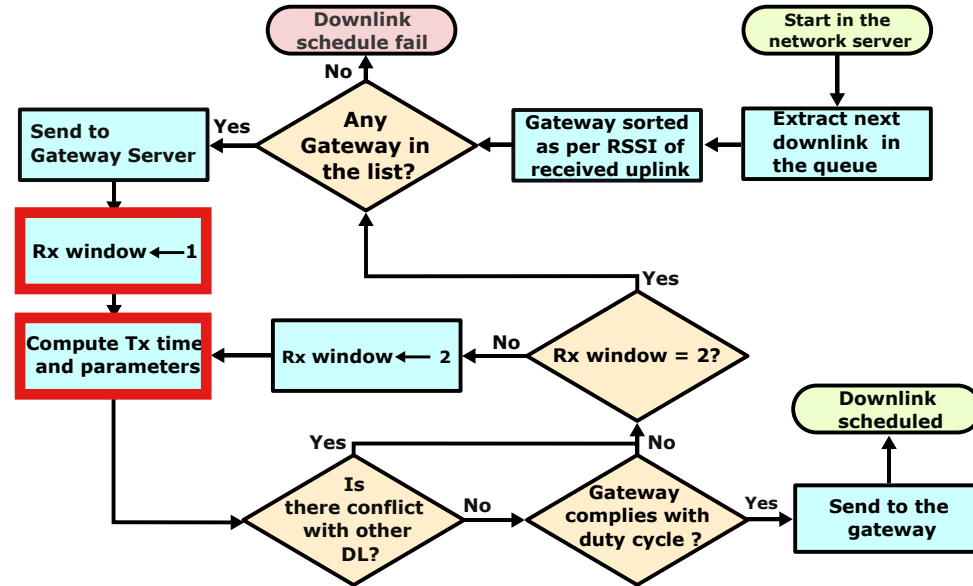 Downlink
schedule fail
Start in the
network server
No
Send to
Gateway Server
Yes
Any
Gateway in
the list?
Gateway sorted
as per RSSI of
received uplink
Extract next
downlink in
the queue
Rx window ← 1
Yes
Compute Tx time
and parameters
Rx window ← 2
No
Rx window = 2?
Downlink
scheduled
Yes
No
Is
there conflict
with other
DL?
No
Gateway
complies with
duty cycle ?
Yes
Send to the
gateway